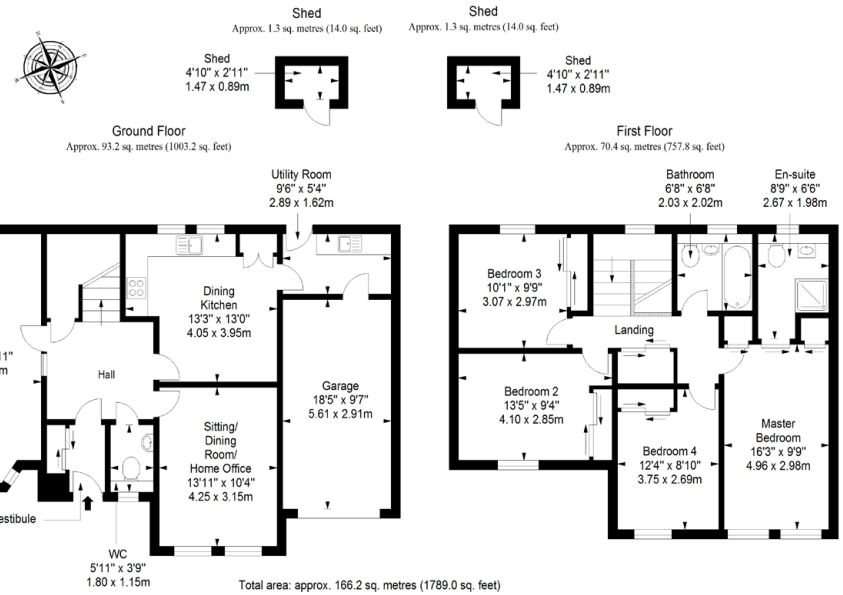 Shed
Approx. 1.3 sq. metres (14.0 sq. feet)
Shed
Approx. 1.3 sq. metres (14.0 sq. feet)
Shed
4'10" x 2'11"
1.47 x 0.89m
Shed
4'10" x 2'11"
1.47 x 0.89m
Ground Floor
Approx. 93.2 sq. metres (1003.2 sq. feet)
First Floor
Approx. 70.4 sq. metres (757.8 sq. feet)
Utility Room
9'6" x 5'4"
2.89 x 1.62m
Bathroom
6'8" x 6'8"
2.03 x 2.02m
En-suite
8'9" x 6'6"
2.67 x 1.98m
Dining
Kitchen
13'3" x 13'0"
4.05 x 3.95m
Bedroom 3
10'1" x 9'9"
3.07 x 2.97m
Landing
11"
m
Hall
Garage
18'5" x 9'7"
5.61 x 2.91m
Bedroom 2
13'5" x 9'4"
4.10 x 2.85m
Sitting/
Dining
Room/
Home Office
13'11" x 10'4"
4.25 x 3.15m
Master
Bedroom
16'3" x 9'9"
4.96 x 2.98m
Bedroom 4
12'4" x 8'10"
3.75 x 2.69m
estibule
WC
5'11" x 3'9"
1.80 x 1.15m
Total area: approx. 166.2 sq. metres (1789.0 sq. feet)